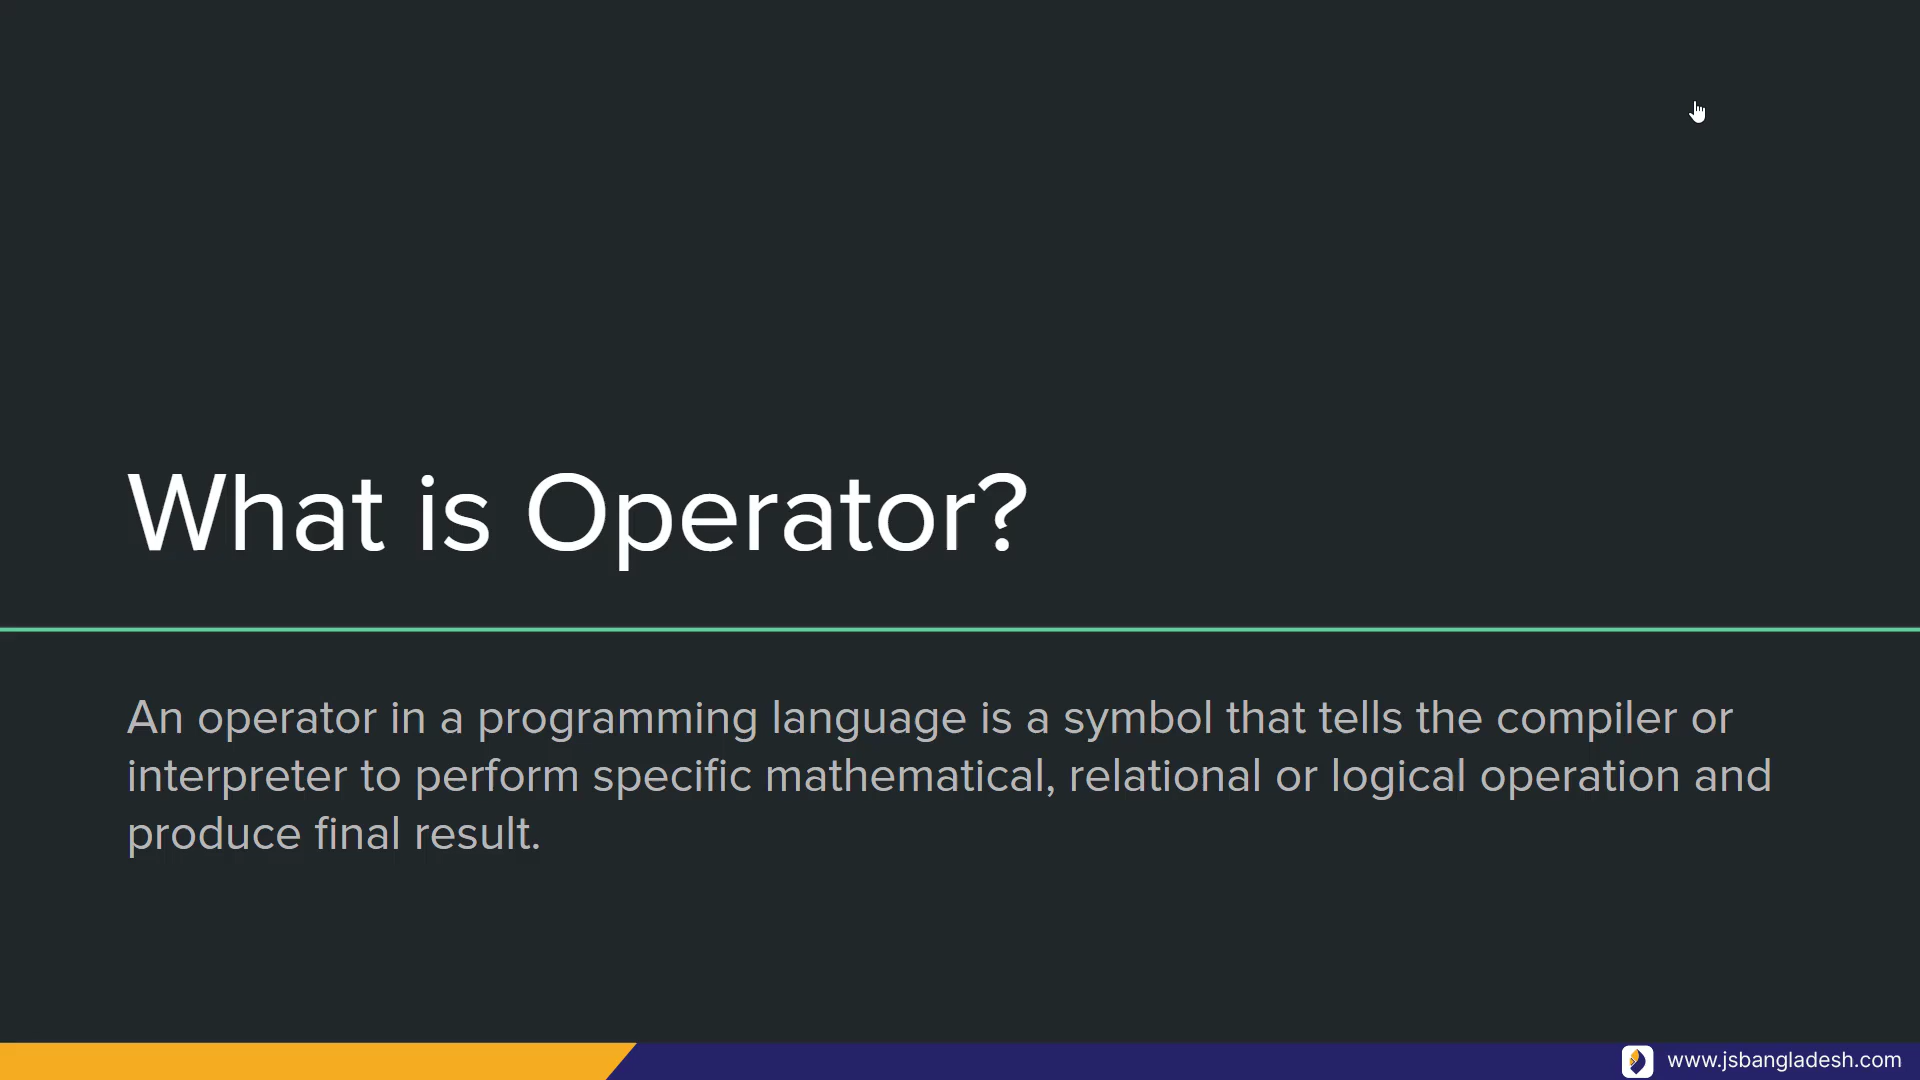 What is Operator?
An operator in a programming language is a symbol that tells the compiler or
interpreter to perform specific mathematical, relational or logical operation and
produce final result.
www.jsbangladesh.com